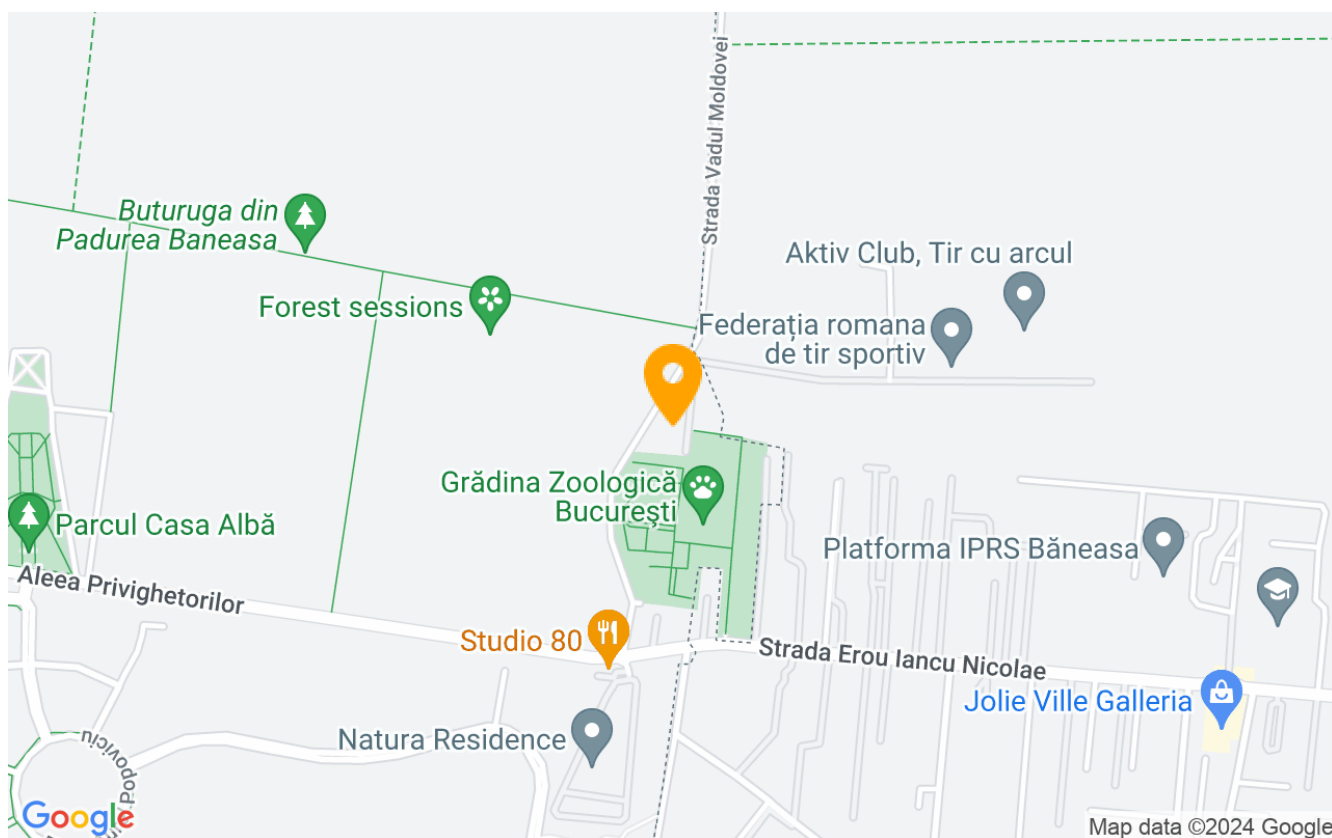 Strada Vadul Moldovei
Buturuga din
Padurea Baneasa
Aktiv Club, Tir cu arcul
Forest sessions
Federația romana
de tir sportiv
Grădina Zoologică
Bucureşti
Parcul Casa Albă
Platforma IPRS Băneasa
Aleea Privighetorilor
Studio 80
Strada Erou Iancu Nicolae
Jolie Ville Galleria
Natura Residence
Popoviciu
Google
Map data ©2024 Google